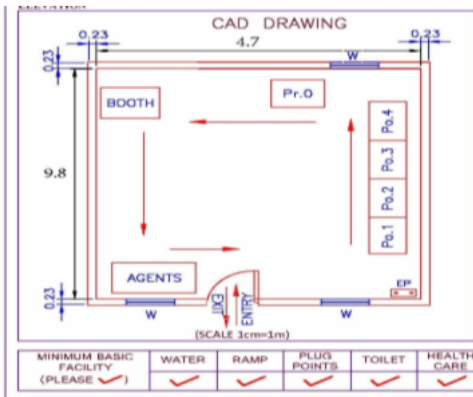 ELEVATION
CAD DRAWING
0.23 4.7 0.23
0.23
W
BOOTH
Pr.O
Po.4
Po.3
Po.2
Po.1
9.8
AGENTS
EP
0.23
W
EXIT
ENTRY
W
(SCALE 1cm=1m)
MINIMUM BASIC FACILITY (PLEASE ✓)
WATER
RAMP
PLUG POINTS
TOILET
HEALTH CARE